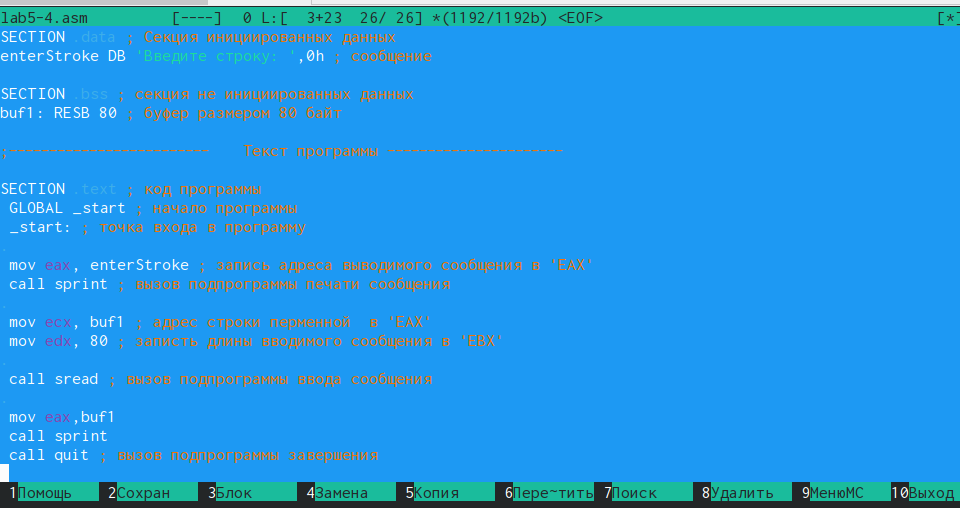 lab5-4.asm [----] 0 L:[ 3+23 26/ 26] *(1192/1192b) <EOF> [*]
SECTION .data ; Секция инициированных данных
enterStroke DB 'Введите строку: ',0h ; сообщение
SECTION .bss ; секция не инициированных данных
buf1: RESB 80 ; буфер размером 80 байт
;------------------------- Текст программы ----------------------
SECTION .text ; код программы
GLOBAL _start ; начало программы
_start: ; точка входа в программу
.
mov eax, enterStroke ; запись адреса выводимого сообщения в 'EAX'
call sprint ; вызов подпрограммы печати сообщения
.
mov ecx, buf1 ; адрес строки перменной в 'EAX'
mov edx, 80 ; записть длины вводимого сообщения в 'EBX'
.
call sread ; вызов подпрограммы ввода сообщения
.
mov eax,buf1
call sprint
call quit ; вызов подпрограммы завершения
1Помощь 2Сохран 3Блок 4Замена 5Копия 6Пере~тить 7Поиск 8Удалить 9МенюMC 10Выход